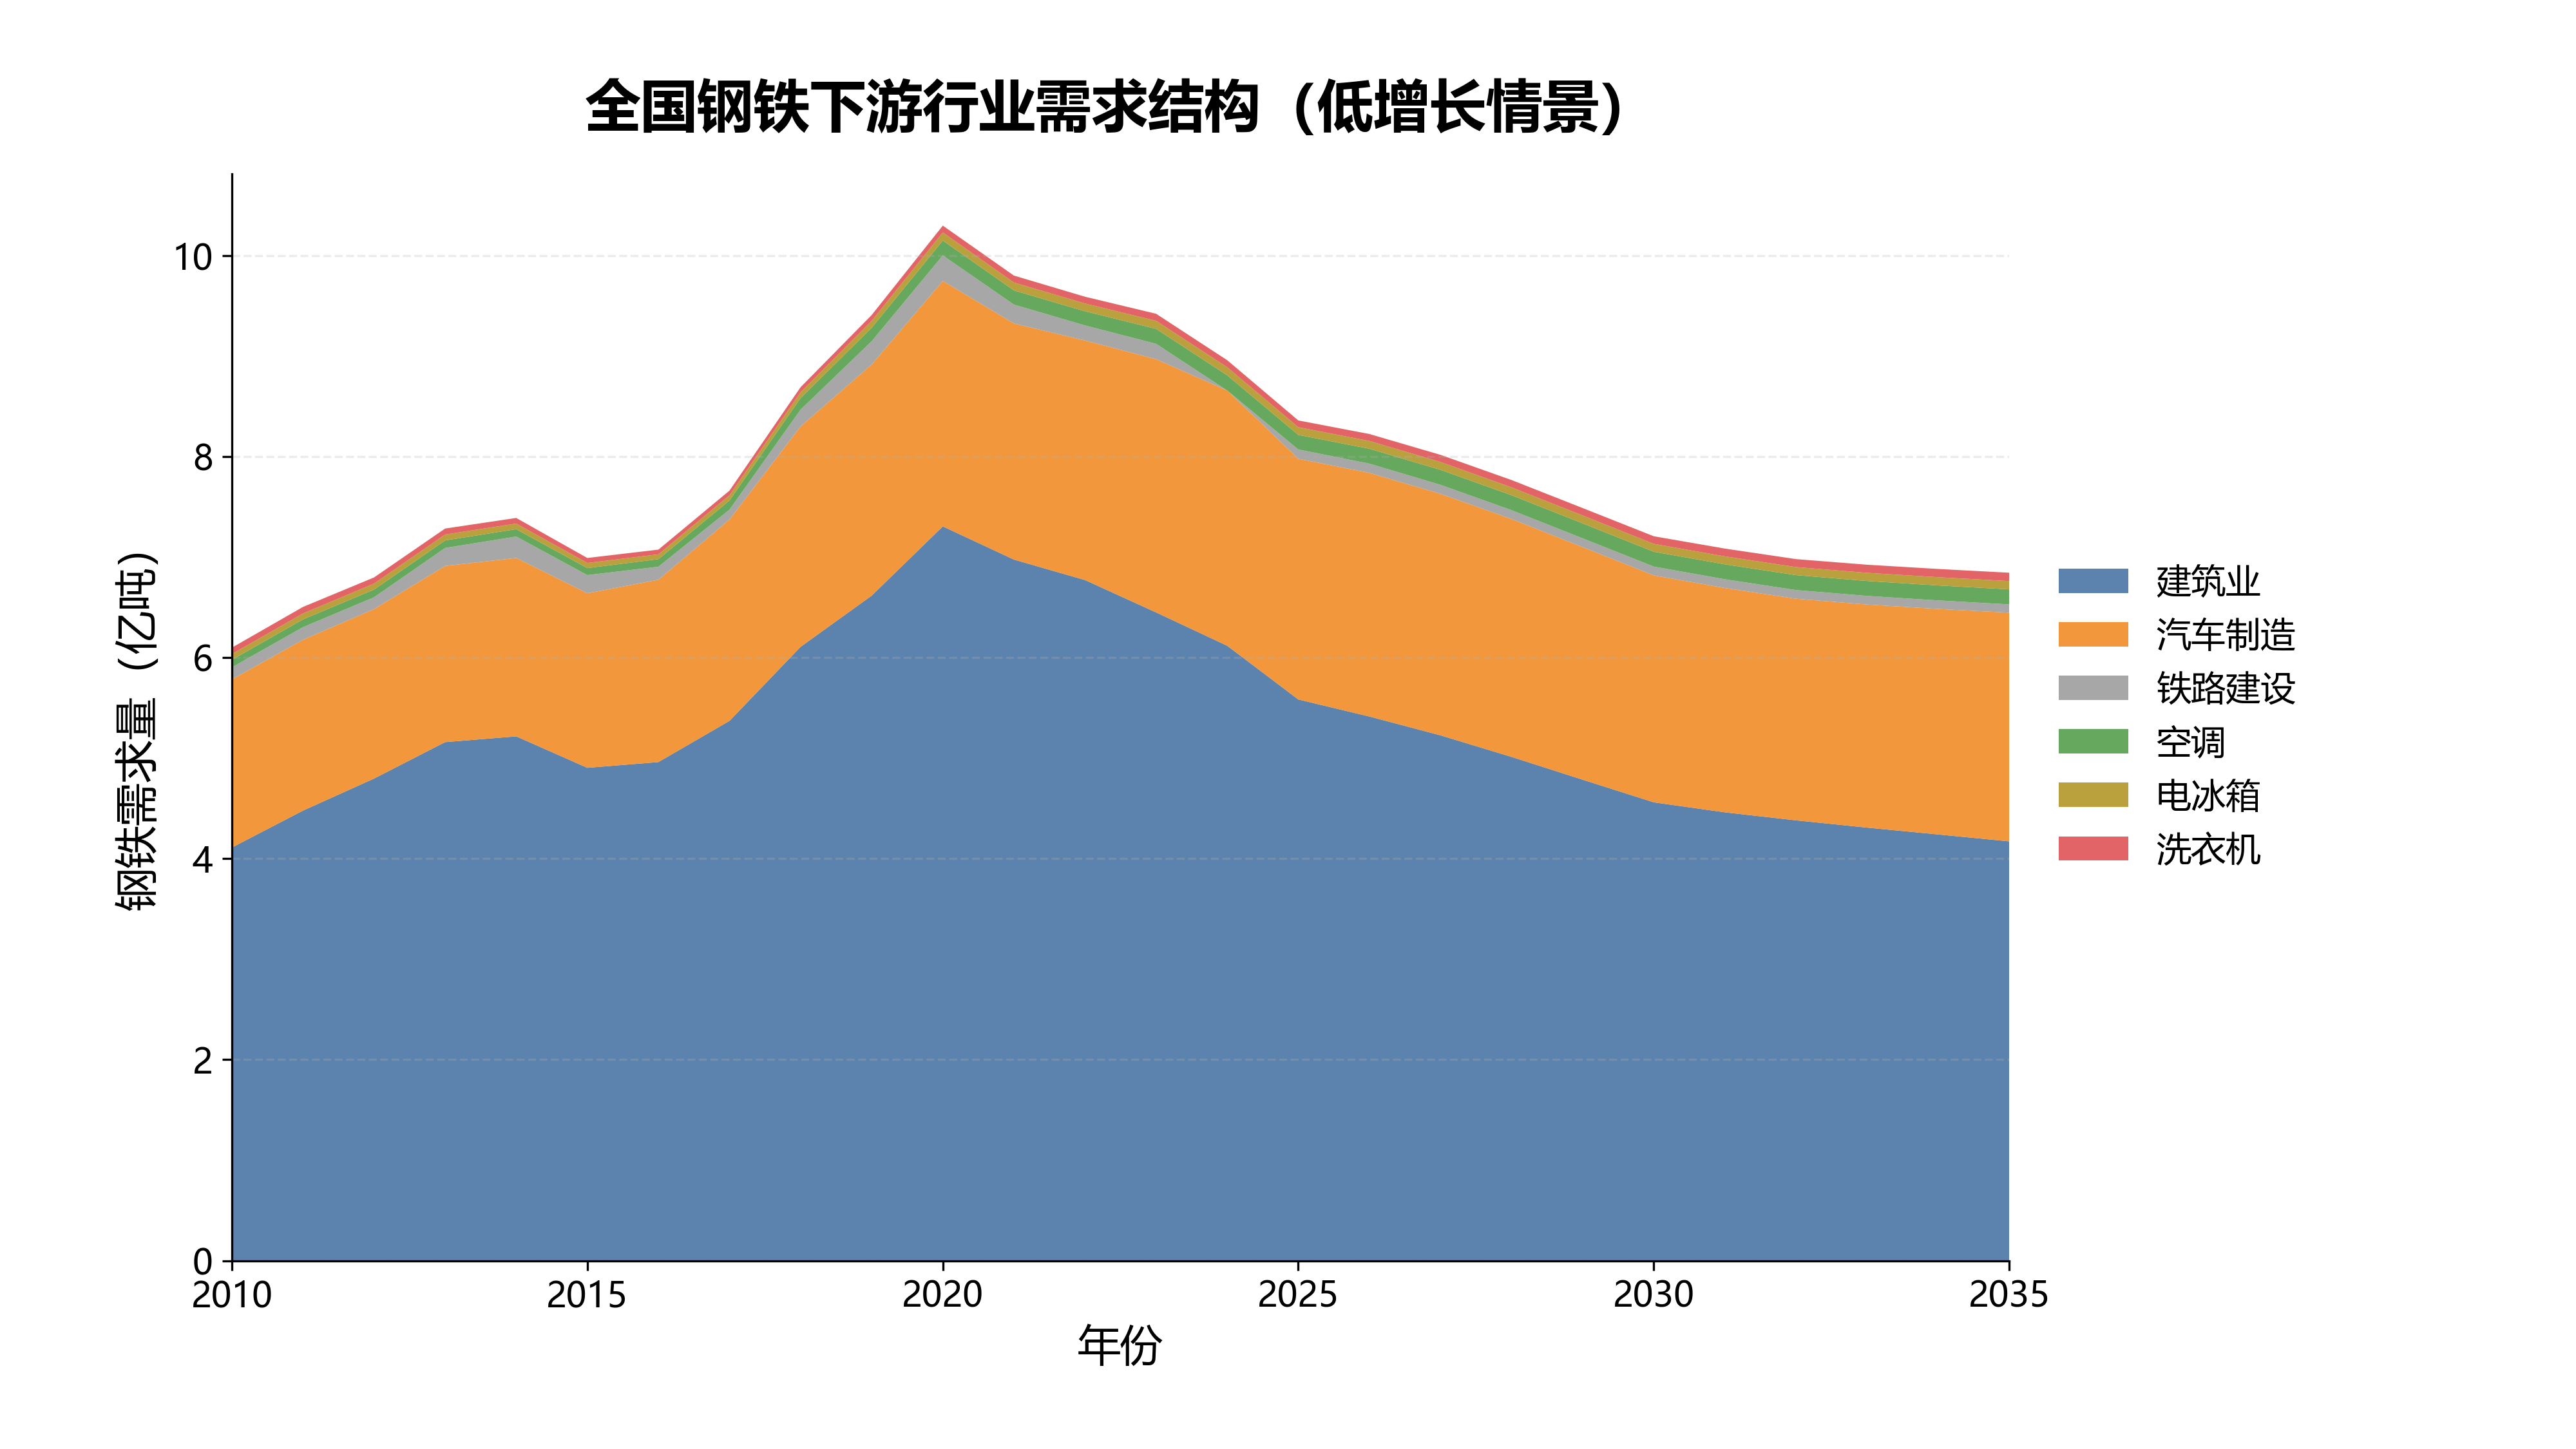 全国钢铁下游行业需求结构（低增长情景）
钢铁需求量（亿吨）
10
8
6
4
2
0
2010
2015
2020
2025
2030
2035
年份
建筑业
汽车制造
铁路建设
空调
电冰箱
洗衣机